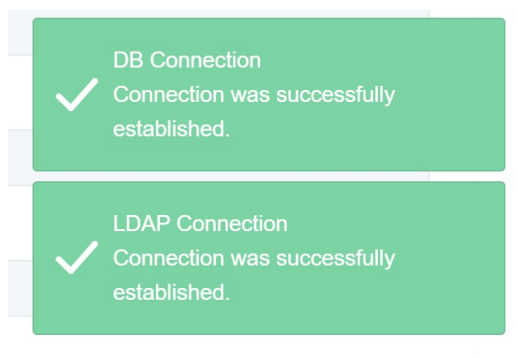 DB Connection
Connection was successfully
established.
LDAP Connection
Connection was successfully
established.